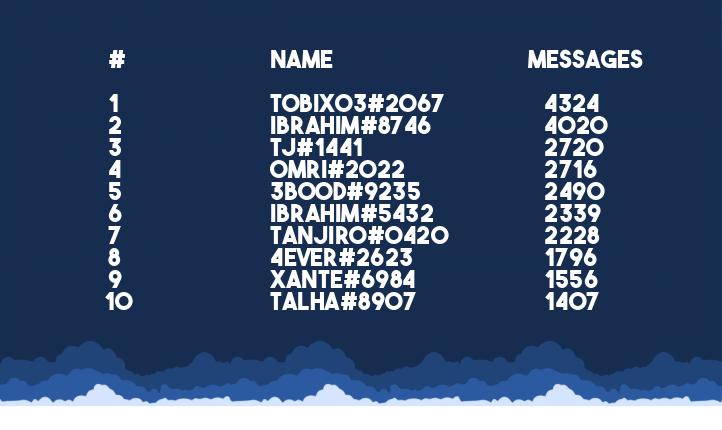 # NAME MESSAGES
1 TOBIXO3#2067 4324
2 IBRAHIM#8746 4020
3 TJ#1441 2720
4 OMRI#2022 2716
5 3BOOD#9235 2490
6 IBRAHIM#5432 2339
7 TANJIRO#0420 2228
8 4EVER#2623 1796
9 XANTE#6984 1556
10 TALHA#8907 1407